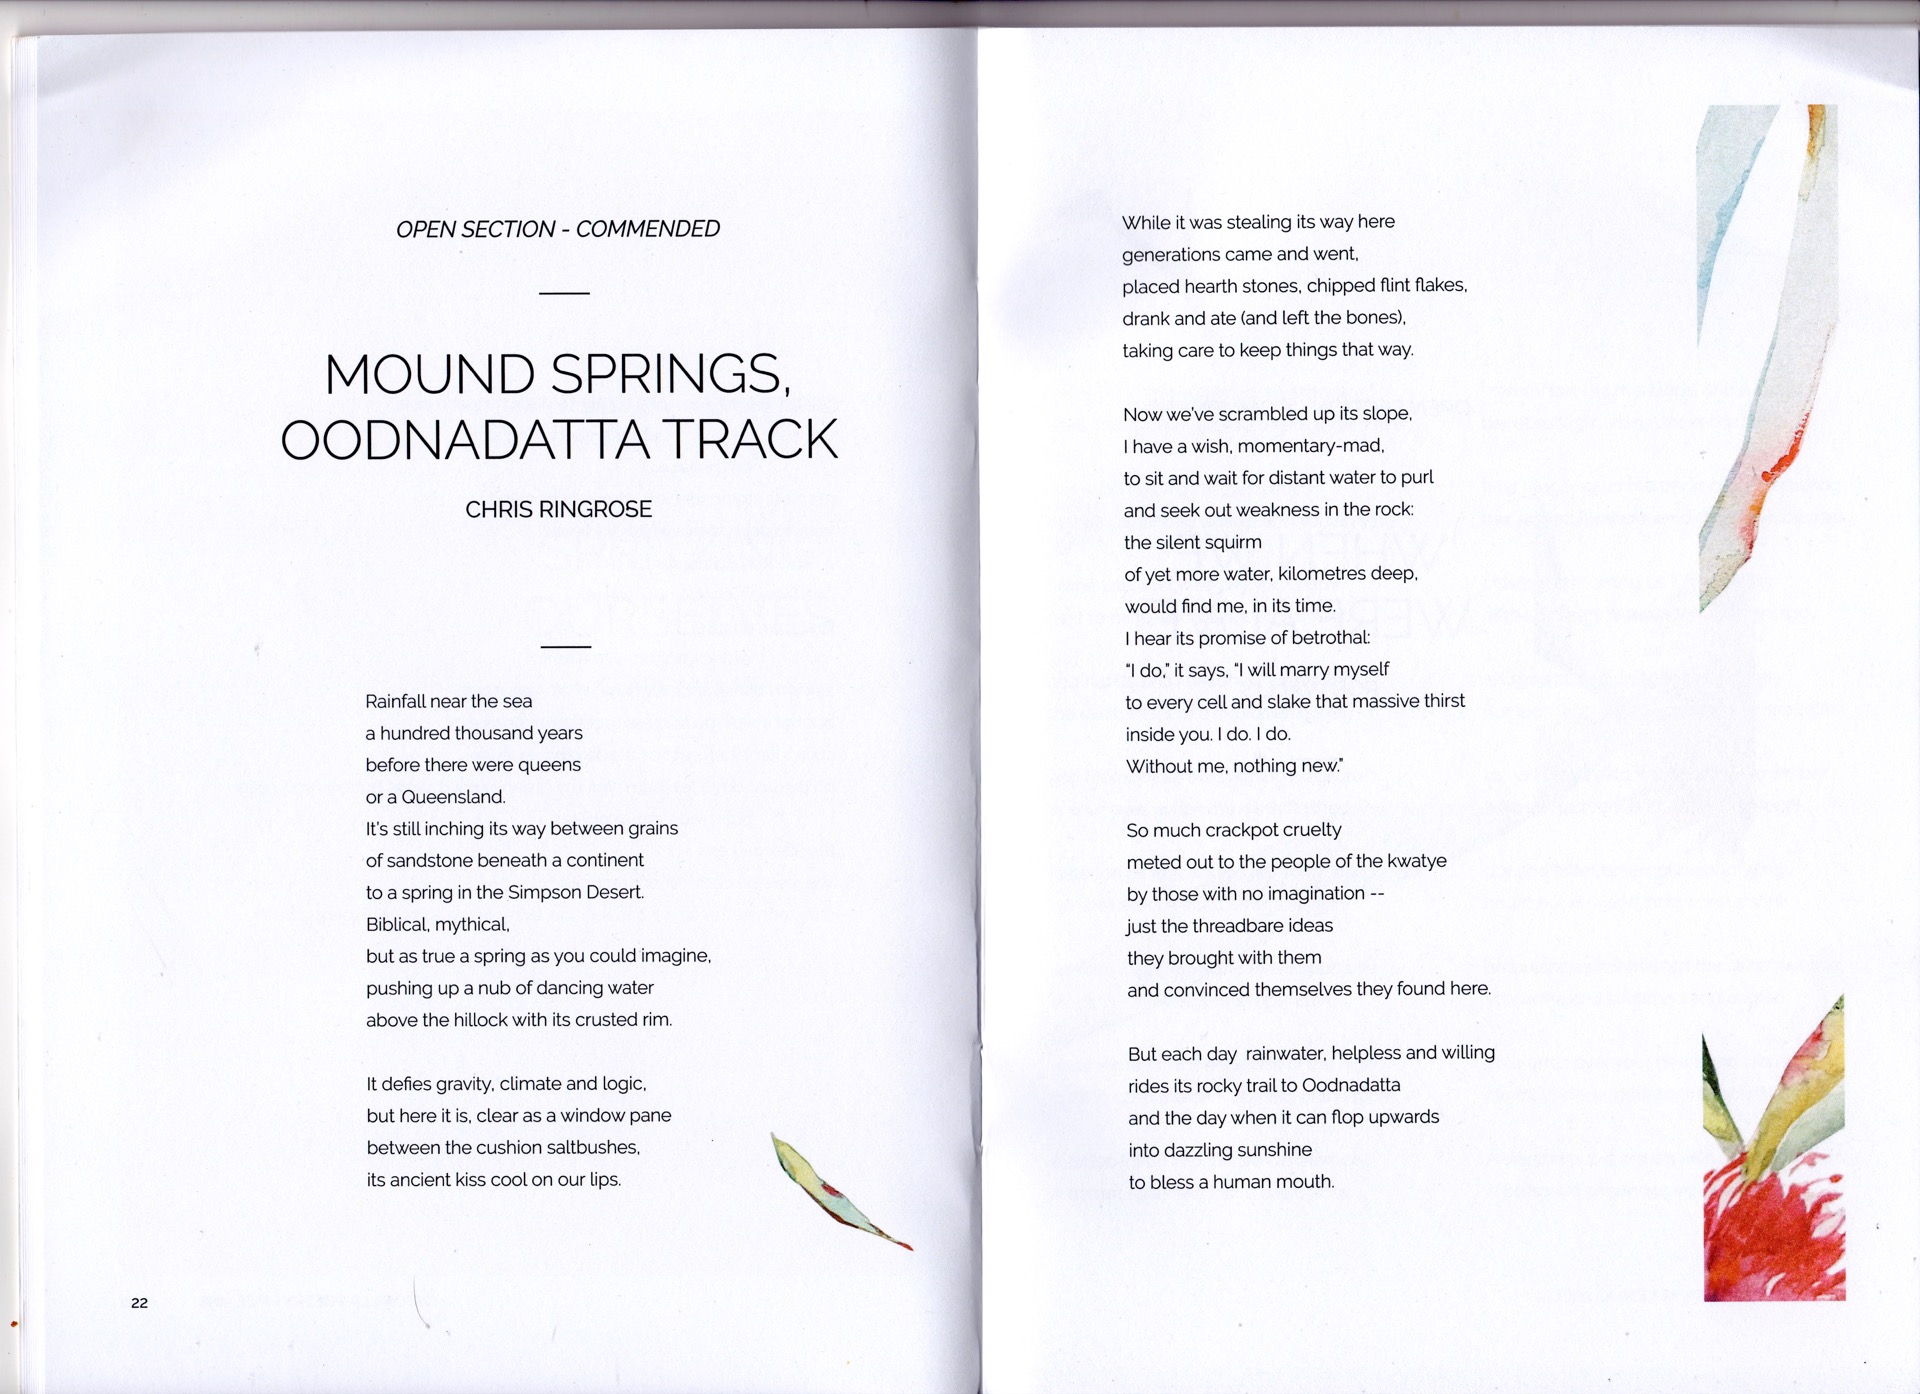 OPEN SECTION - COMMENDED
MOUND SPRINGS,
OODNADATTA TRACK
CHRIS RINGROSE
Rainfall near the sea
a hundred thousand years
before there were queens
or a Queensland.
It's still inching its way between grains
of sandstone beneath a continent
to a spring in the Simpson Desert.
Biblical, mythical,
but as true a spring as you could imagine,
pushing up a nub of dancing water
above the hillock with its crusted rim.

It defies gravity, climate and logic,
but here it is, clear as a window pane
between the cushion saltbushes,
its ancient kiss cool on our lips.
22

While it was stealing its way here
generations came and went,
placed hearth stones, chipped flint flakes,
drank and ate (and left the bones),
taking care to keep things that way.

Now we've scrambled up its slope,
I have a wish, momentary-mad,
to sit and wait for distant water to purl
and seek out weakness in the rock:
the silent squirm
of yet more water, kilometres deep,
would find me, in its time.
I hear its promise of betrothal:
“I do,” it says, “I will marry myself
to every cell and slake that massive thirst
inside you. I do. I do.
Without me, nothing new.”

So much crackpot cruelty
meted out to the people of the kwatye
by those with no imagination --
just the threadbare ideas
they brought with them
and convinced themselves they found here.

But each day  rainwater, helpless and willing
rides its rocky trail to Oodnadatta
and the day when it can flop upwards
into dazzling sunshine
to bless a human mouth.